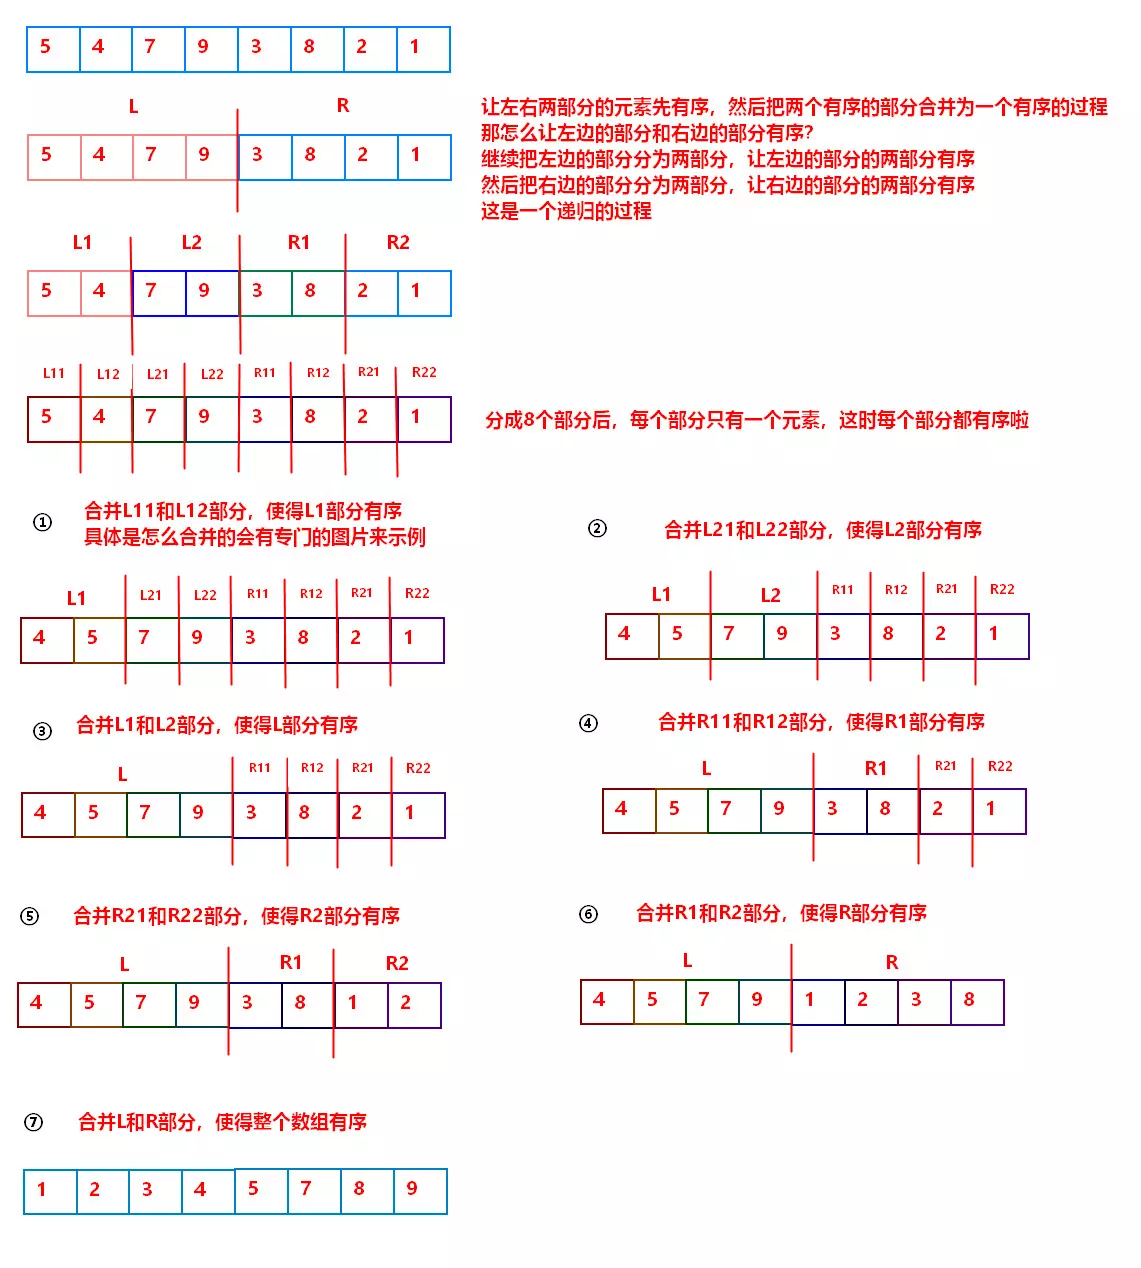 5 4 7 9 3 8 2 1
L R
5 4 7 9 3 8 2 1
让左右两部分的元素先有序，然后把两个有序的部分合并为一个有序的过程
那怎么让左边的部分和右边的部分有序?
继续把左边的部分分为两部分，让左边的部分的两部分有序
然后把右边的部分分为两部分，让右边的部分的两部分有序
这是一个递归的过程
L1 L2 R1 R2
5 4 7 9 3 8 2 1
L11 L12 L21 L22 R11 R12 R21 R22
5 4 7 9 3 8 2 1
分成8个部分后，每个部分只有一个元素，这时每个部分都有序啦
① 合并L11和L12部分，使得L1部分有序
具体是怎么合并的会有专门的图片来示例
L1 L21 L22 R11 R12 R21 R22
4 5 7 9 3 8 2 1
② 合并L21和L22部分，使得L2部分有序
L1 L2 R11 R12 R21 R22
4 5 7 9 3 8 2 1
③ 合并L1和L2部分，使得L部分有序
L R11 R12 R21 R22
4 5 7 9 3 8 2 1
④ 合并R11和R12部分，使得R1部分有序
L R1 R21 R22
4 5 7 9 3 8 2 1
⑤ 合并R21和R22部分，使得R2部分有序
L R1 R2
4 5 7 9 3 8 1 2
⑥ 合并R1和R2部分，使得R部分有序
L R
4 5 7 9 1 2 3 8
⑦ 合并L和R部分，使得整个数组有序
1 2 3 4 5 7 8 9